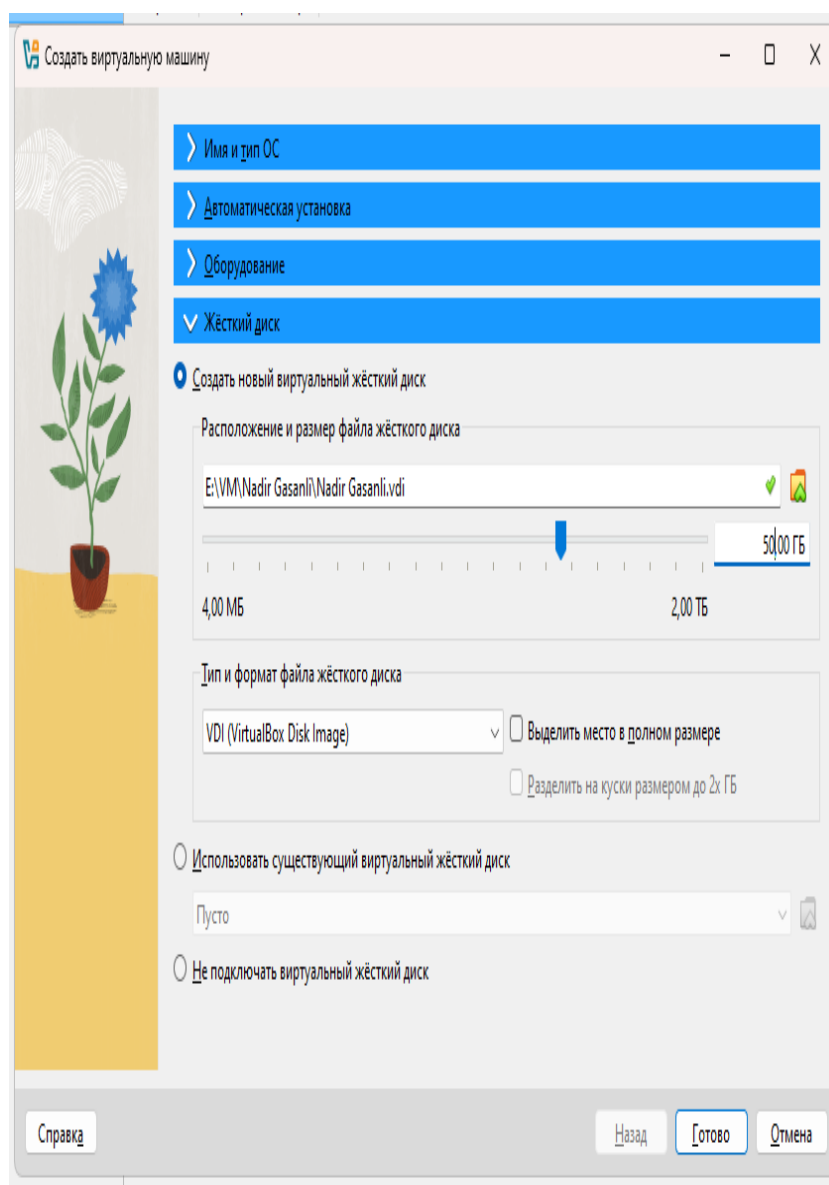 Создать виртуальную машину
Имя и тип ОС
Автоматическая установка
Оборудование
Жёсткий диск
Создать новый виртуальный жёсткий диск
Расположение и размер файла жёсткого диска
E:\VM\Nadir Gasanli\Nadir Gasanli.vdi
50,00 ГБ
4,00 МБ 2,00 ТБ
Тип и формат файла жёсткого диска
VDI (VirtualBox Disk Image) Выделить место в полном размере
Разделить на куски размером до 2х ГБ
Использовать существующий виртуальный жёсткий диск
Пусто
Не подключать виртуальный жёсткий диск
Справка Назад Готово Отмена